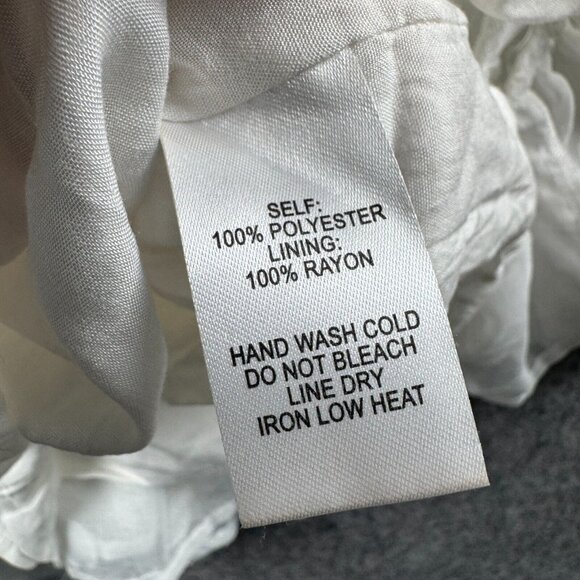 SELF:
100% POLYESTER
LINING:
100% RAYON
HAND WASH COLD
DO NOT BLEACH
LINE DRY
IRON LOW HEAT